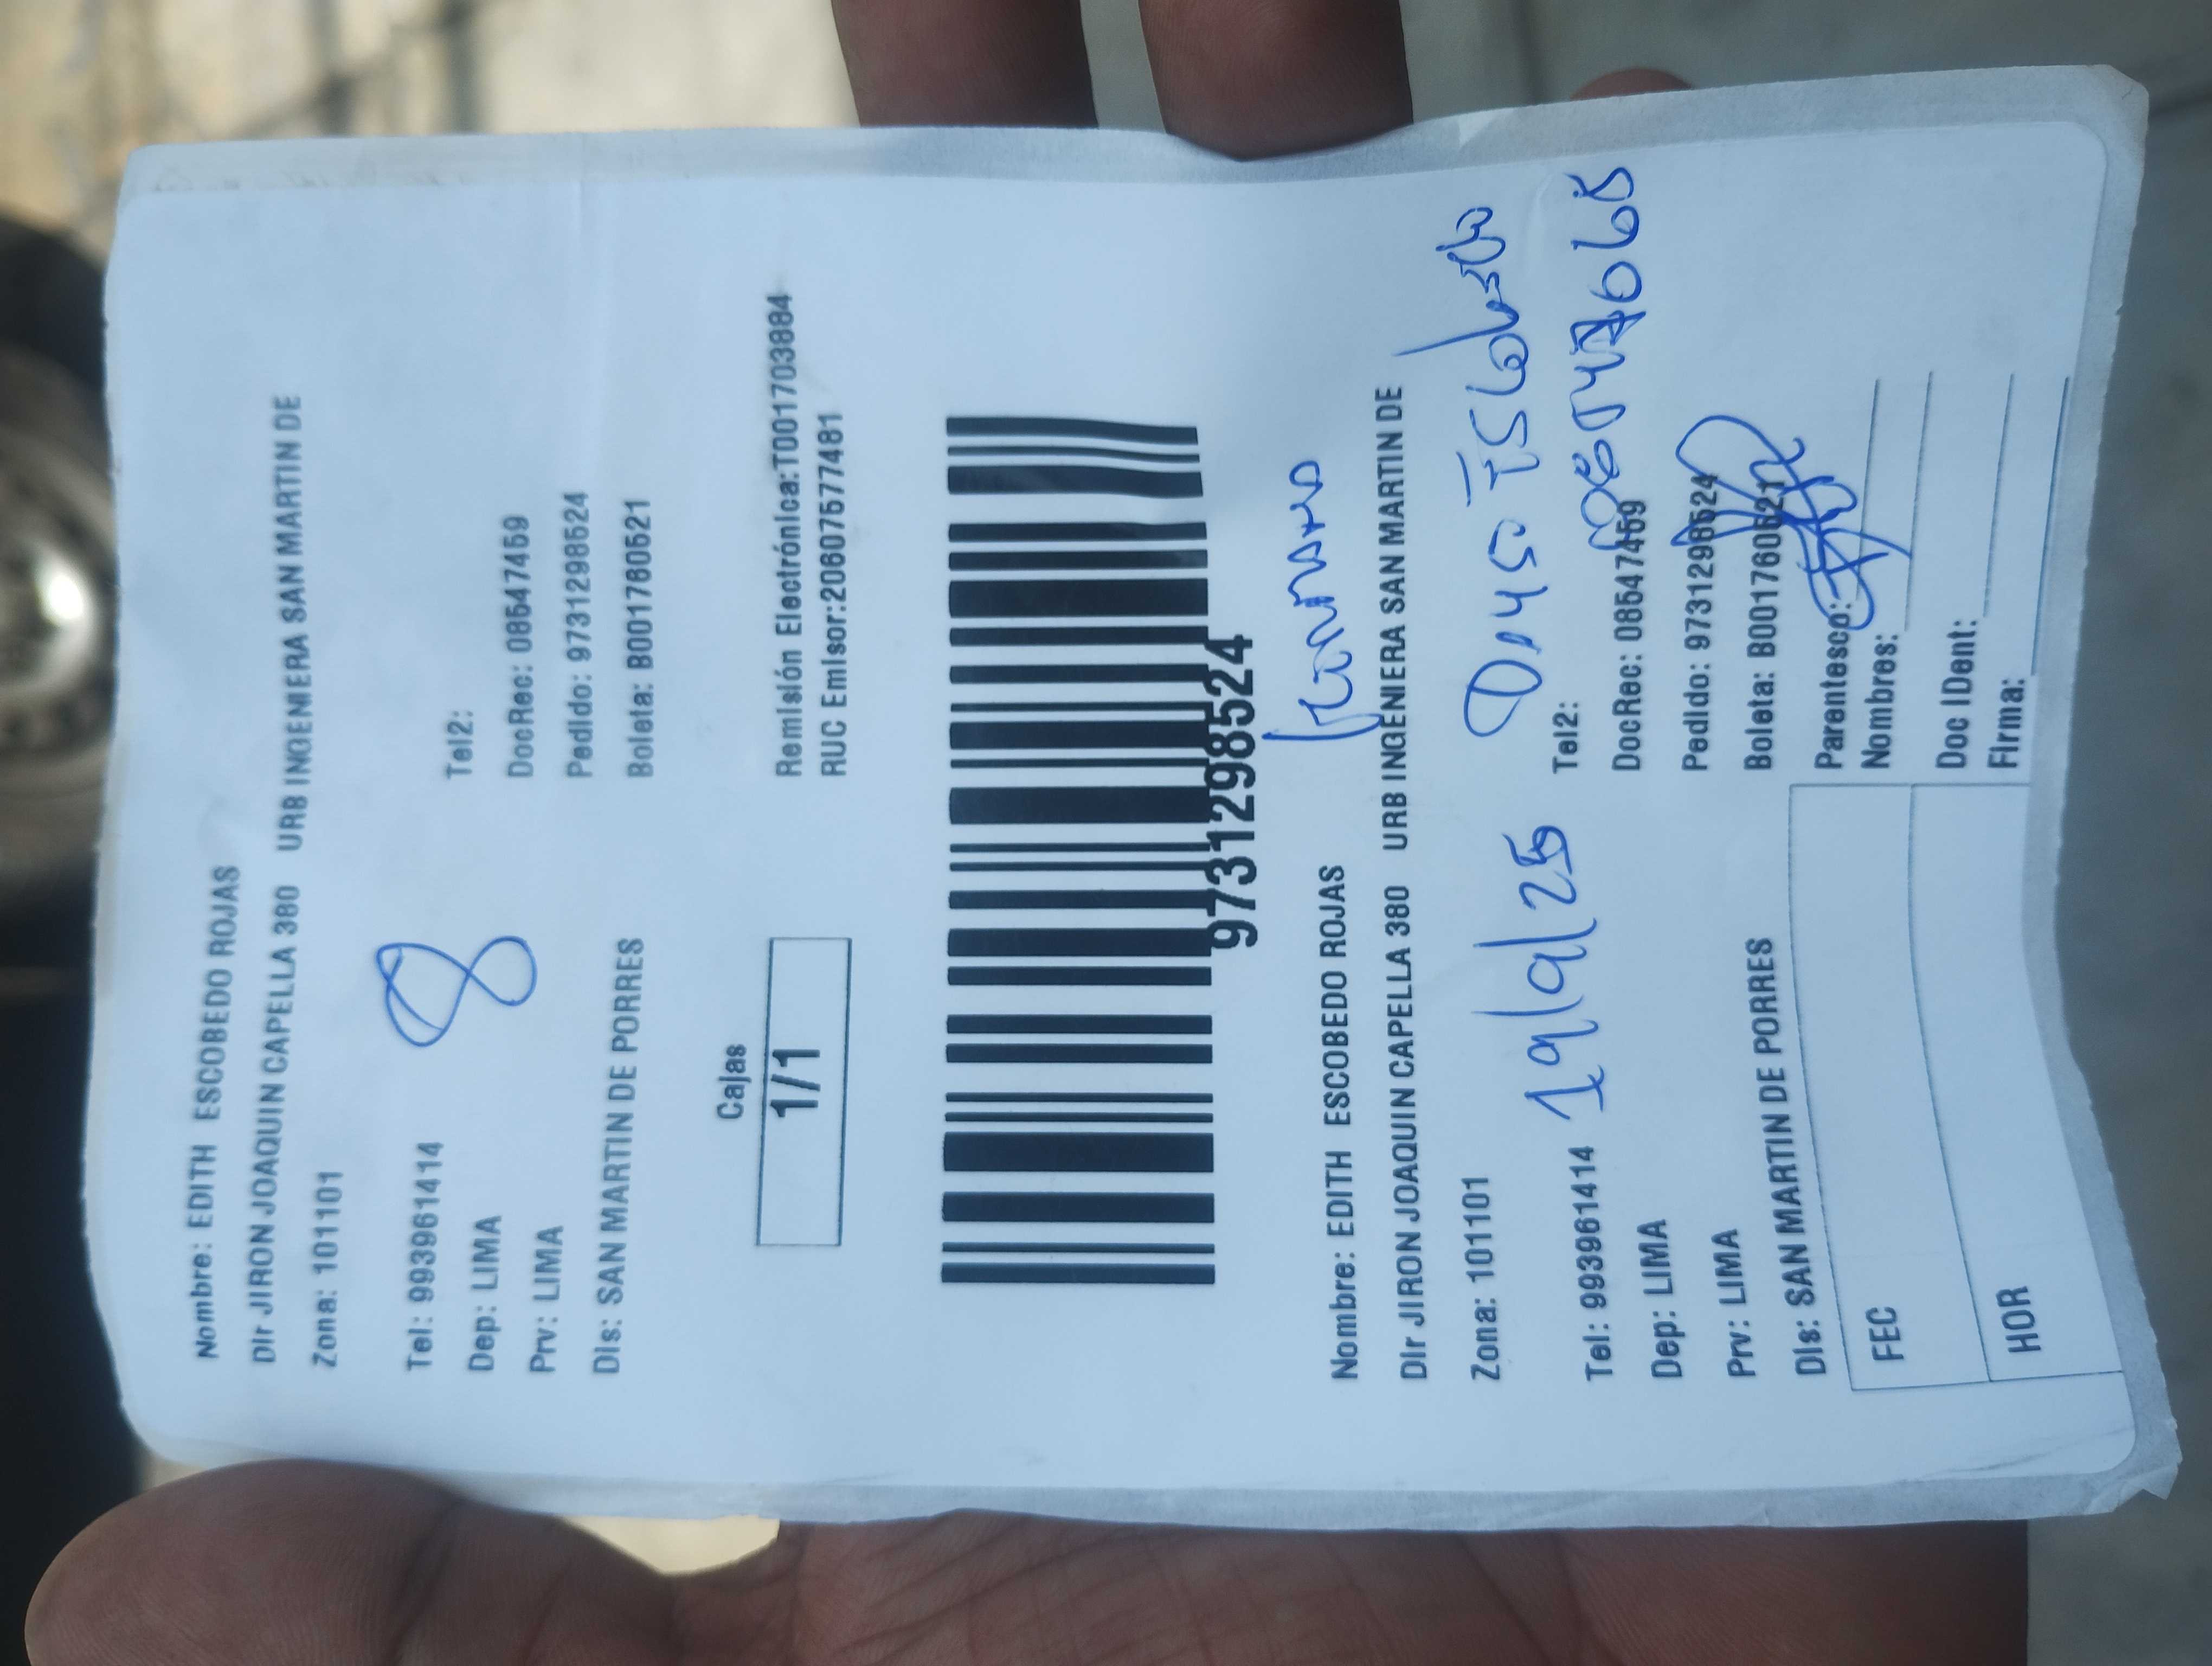 Nombre: EDITH ESCOBEDO ROJAS
Dir JIRON JOAQUIN CAPELLA 380 URB INGENIERA SAN MARTIN DE
Zona: 101101
8
Tel: 993961414 Tel2:
Dep: LIMA DocRec: 08547459
Prv: LIMA Pedido: 9731298524
Dis: SAN MARTIN DE PORRES Boleta: B001760521
Cajas
1/1
Remisión Electrónica:T001703884
RUC Emisor:20607577481
9731298524
Nombre: EDITH ESCOBEDO ROJAS
Dir JIRON JOAQUIN CAPELLA 380 URB INGENIERA SAN MARTIN DE
Zona: 101101
19/9/25
Tel: 993961414 Tel2:
Dep: LIMA DocRec: 08547459
Prv: LIMA Pedido: 9731298524
Dis: SAN MARTIN DE PORRES Boleta: B001760521
Parentesco:
FEC Nombres:
Doc IDent:
HOR Firma: